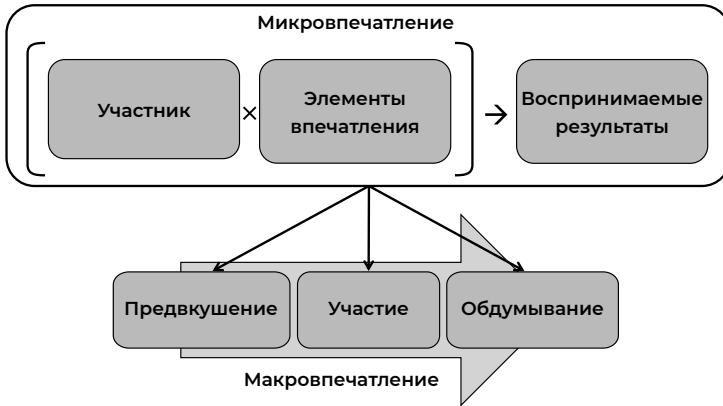 Микровпечатление
Участник
×
Элементы
впечатления
→
Воспринимаемые
результаты
Предвкушение
Участие
Обдумывание
Макровпечатление